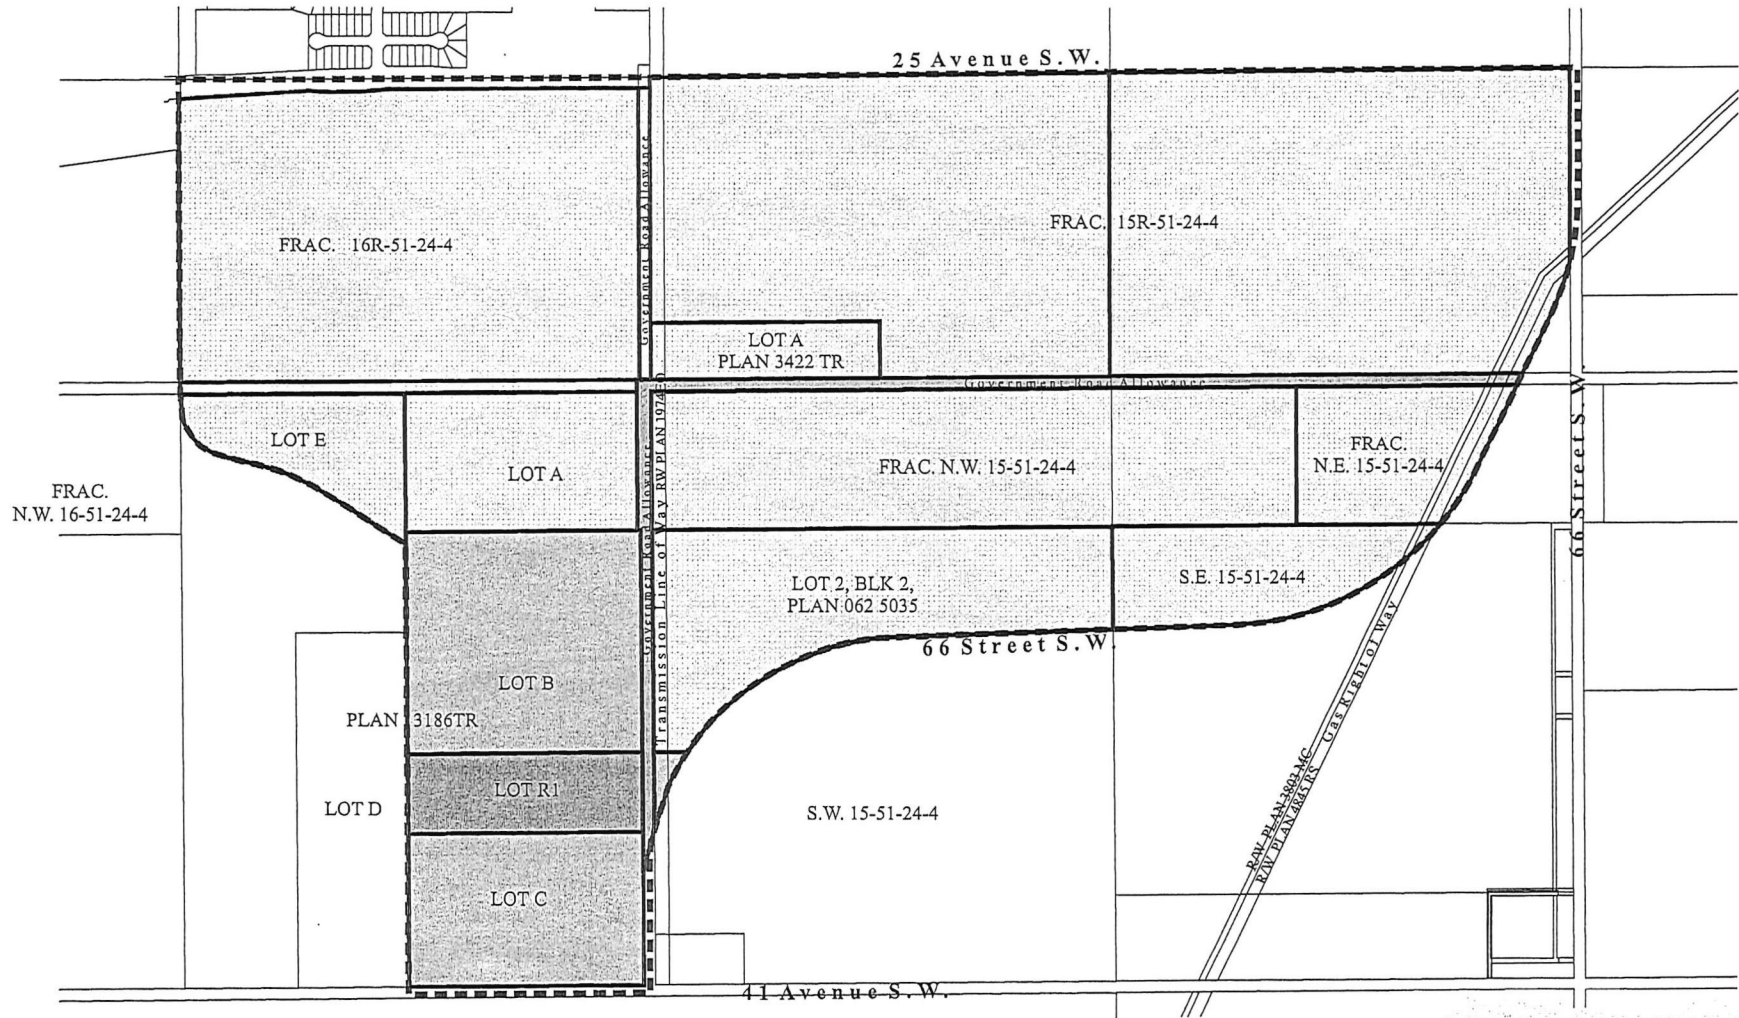 25 Avenue S.W.
FRAC. 16R-51-24-4
Government Road Allowance
FRAC. 15R-51-24-4
LOT A
PLAN 3422 TR
Government Road Allowance
LOT E
LOT A
Government Road Allowance
Transmission Line of Way RW PLAN 1974
FRAC. N.W. 15-51-24-4
FRAC.
N.E. 15-51-24-4
66 Street S.W
FRAC.
N.W. 16-51-24-4
LOT 2, BLK 2,
PLAN 062 5035
S.E. 15-51-24-4
66 Street S.W.
LOT B
PLAN 3186TR
LOT R1
LOT D
S.W. 15-51-24-4
Gas Right of Way
R/W PLAN 3803 MC
R/W PLAN 4845 RS
LOT C
41 Avenue S.W.